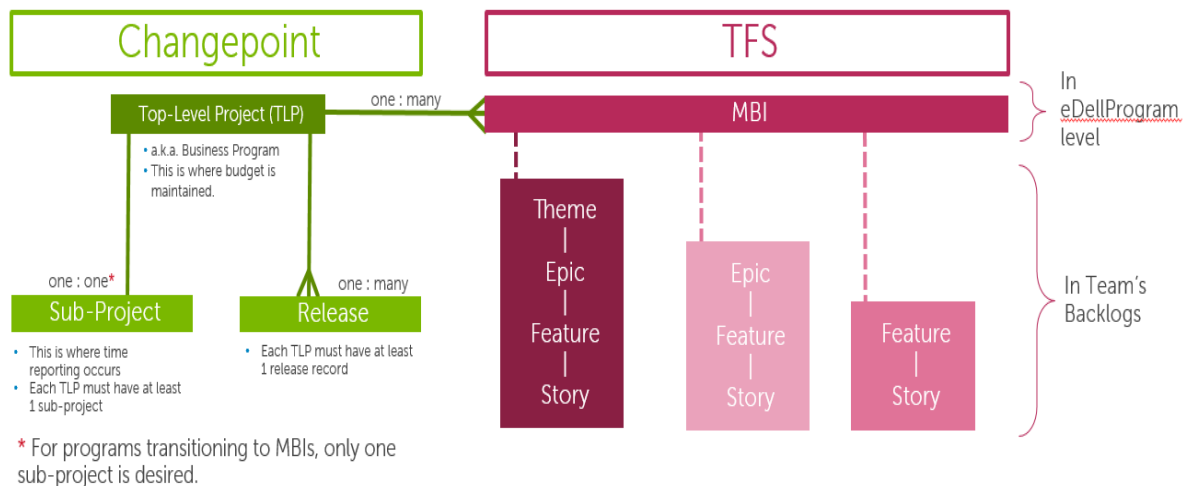 Changepoint
TFS
Top-Level Project (TLP)
one : many
MBI
In
eDellProgram
level
• a.k.a. Business Program
• This is where budget is
maintained.
one : one*
Sub-Project
• This is where time
reporting occurs
• Each TLP must have at least
1 sub-project
one : many
Release
• Each TLP must have at least
1 release record
* For programs transitioning to MBIs, only one
sub-project is desired.
Theme
Epic
Feature
Story
Epic
Feature
Story
Feature
Story
In Team’s
Backlogs